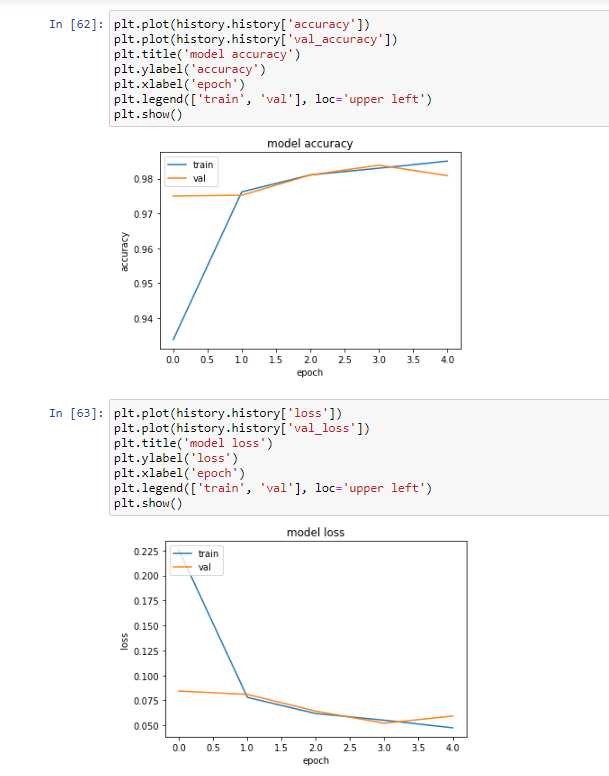 In [62]: plt.plot(history.history['accuracy'])
plt.plot(history.history['val_accuracy'])
plt.title('model accuracy')
plt.ylabel('accuracy')
plt.xlabel('epoch')
plt.legend(['train', 'val'], loc='upper left')
plt.show()
model accuracy
train
val
0.98
0.97
0.96
0.95
0.94
accuracy
0.0 0.5 1.0 1.5 2.0 2.5 3.0 3.5 4.0
epoch
In [63]: plt.plot(history.history['loss'])
plt.plot(history.history['val_loss'])
plt.title('model loss')
plt.ylabel('loss')
plt.xlabel('epoch')
plt.legend(['train', 'val'], loc='upper left')
plt.show()
model loss
train
val
0.225
0.200
0.175
0.150
0.125
0.100
0.075
0.050
loss
0.0 0.5 1.0 1.5 2.0 2.5 3.0 3.5 4.0
epoch